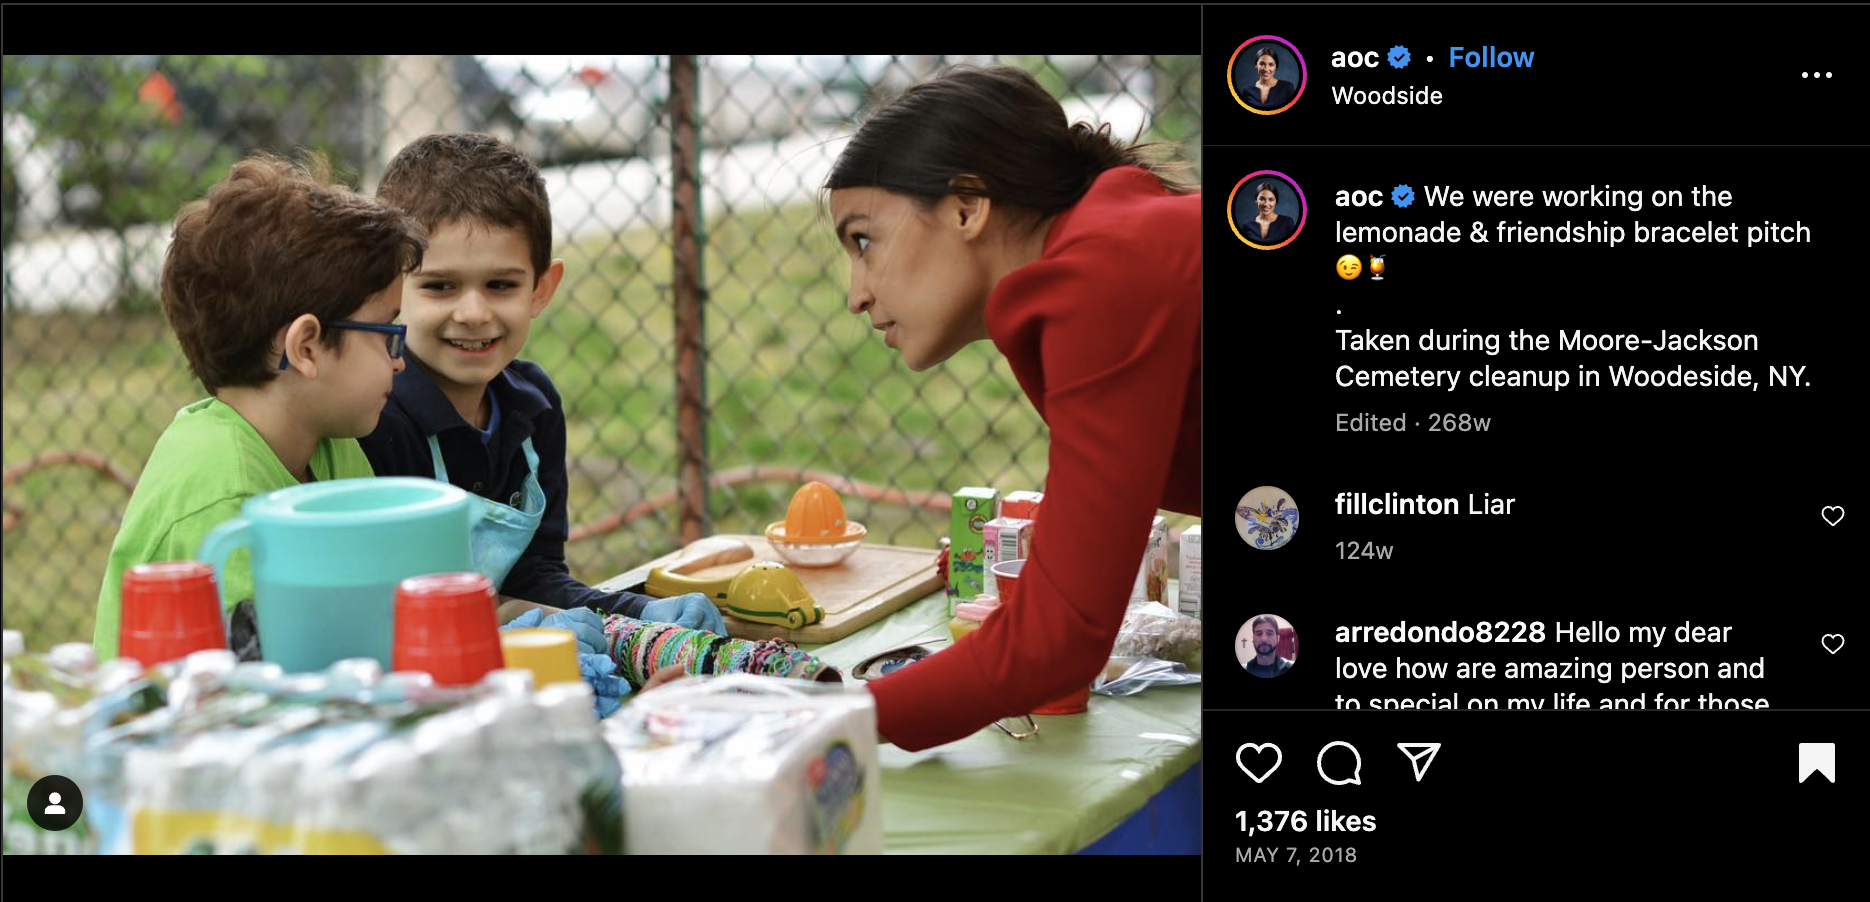 aoc • Follow
Woodside
aoc We were working on the
lemonade & friendship bracelet pitch
😉🍹
.
Taken during the Moore-Jackson
Cemetery cleanup in Woodeside, NY.
Edited · 268w
fillclinton Liar
124w
arredondo8228 Hello my dear
love how are amazing person and
to special on my life and for those
1,376 likes
MAY 7, 2018